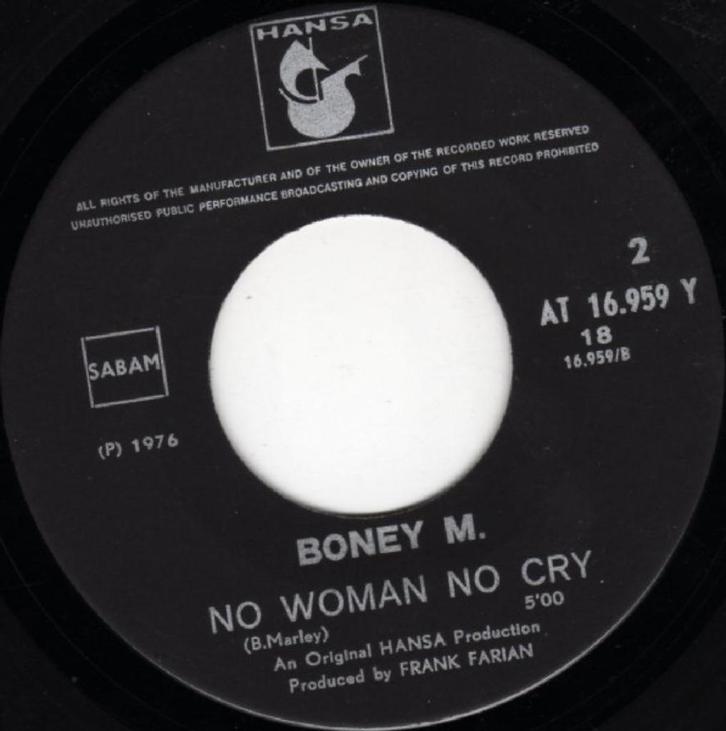 HANSA
ALL RIGHTS OF THE MANUFACTURER AND OF THE OWNER OF THE RECORDED WORK RESERVED
UNAUTHORISED PUBLIC PERFORMANCE BROADCASTING AND COPYING OF THIS RECORD PROHIBITED
2
AT 16.959 Y
18
16.959/B
SABAM
(P) 1976
BONEY M.
NO WOMAN NO CRY
5'00
(B.Marley)
An Original HANSA Production
Produced by FRANK FARIAN